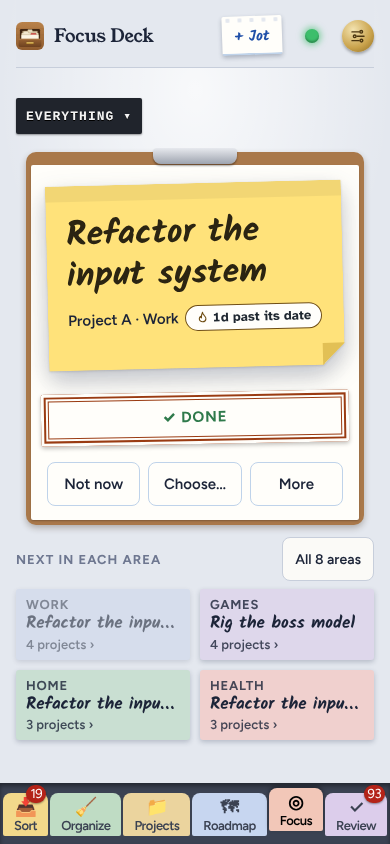 Focus Deck
+ Jot
EVERYTHING ▾
Refactor the
input system
Project A · Work
1d past its date
✓ DONE
Not now
Choose...
More
NEXT IN EACH AREA
All 8 areas
WORK
Refactor the inpu...
4 projects ›
GAMES
Rig the boss model
4 projects ›
HOME
Refactor the inpu...
3 projects ›
HEALTH
Refactor the inpu...
3 projects ›
19
Sort
Organize
Projects
Roadmap
Focus
93
Review